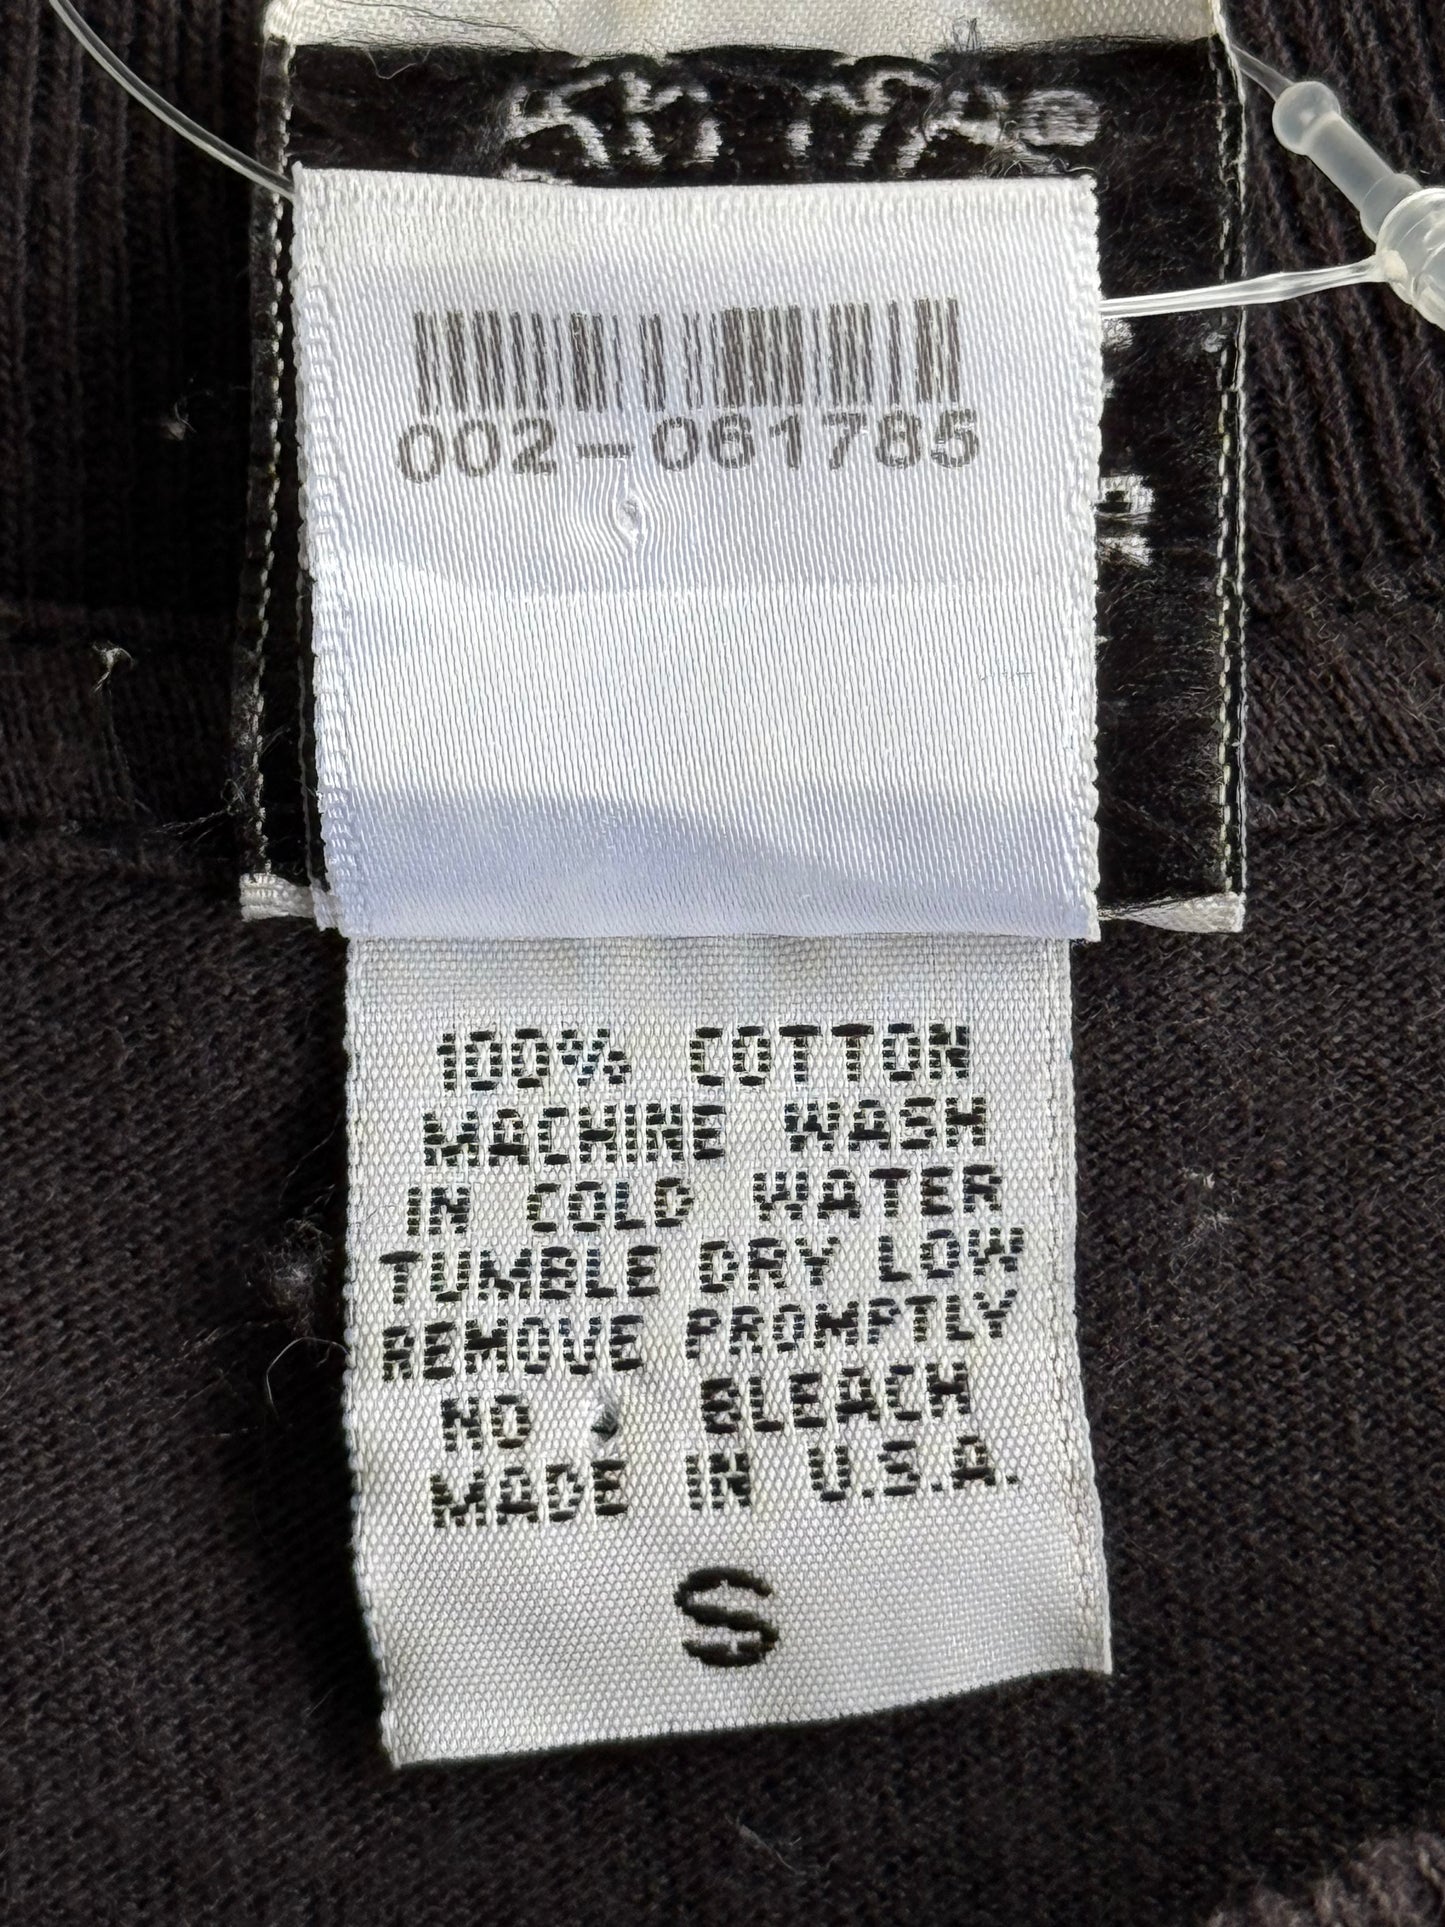 002-061785
100% COTTON
MACHINE WASH
IN COLD WATER
TUMBLE DRY LOW
REMOVE PROMPTLY
NO BLEACH
MADE IN U.S.A.
S